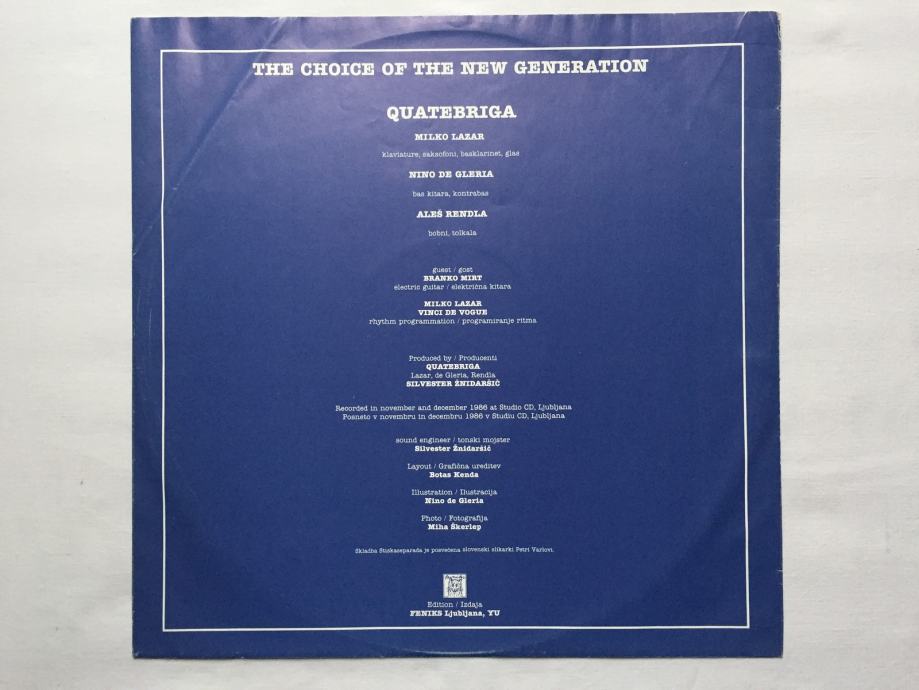 THE CHOICE OF THE NEW GENERATION
QUATEBRIGA
MILKO LAZAR
klaviature, saksofoni, basklarinet, glas
NINO DE GLERIA
bas kitara, kontrabas
ALEŠ RENDLA
bobni, tolkala
guest / gost
BRANKO MIRT
electric guitar / električna kitara
MILKO LAZAR
VINCI DE VOGUE
rhythm programmation / programiranje ritma
Produced by / Producenti
QUATEBRIGA
Lazar, de Gleria, Rendla
SILVESTER ŽNIDARŠIČ
Recorded in november and december 1986 at Studio CD, Ljubljana
Posneto v novembru in decembru 1986 v Studiu CD, Ljubljana
sound engineer / tonski mojster
Silvester Žnidaršič
Layout / Grafična ureditev
Botas Kenda
Illustration / Ilustracija
Nino de Gleria
Photo / Fotografija
Miha Škerlep
Skladba Stiskaseparada je posvečena slovenski slikarki Petri Varlovi.
Edition / Izdaja
FENIKS Ljubljana, YU